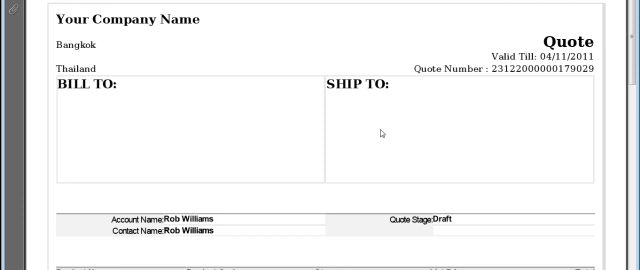 Your Company Name
Bangkok
Quote
Valid Till: 04/11/2011
Thailand
Quote Number : 23122000000179029
BILL TO:
SHIP TO:
Account Name:Rob Williams
Quote Stage:Draft
Contact Name:Rob Williams